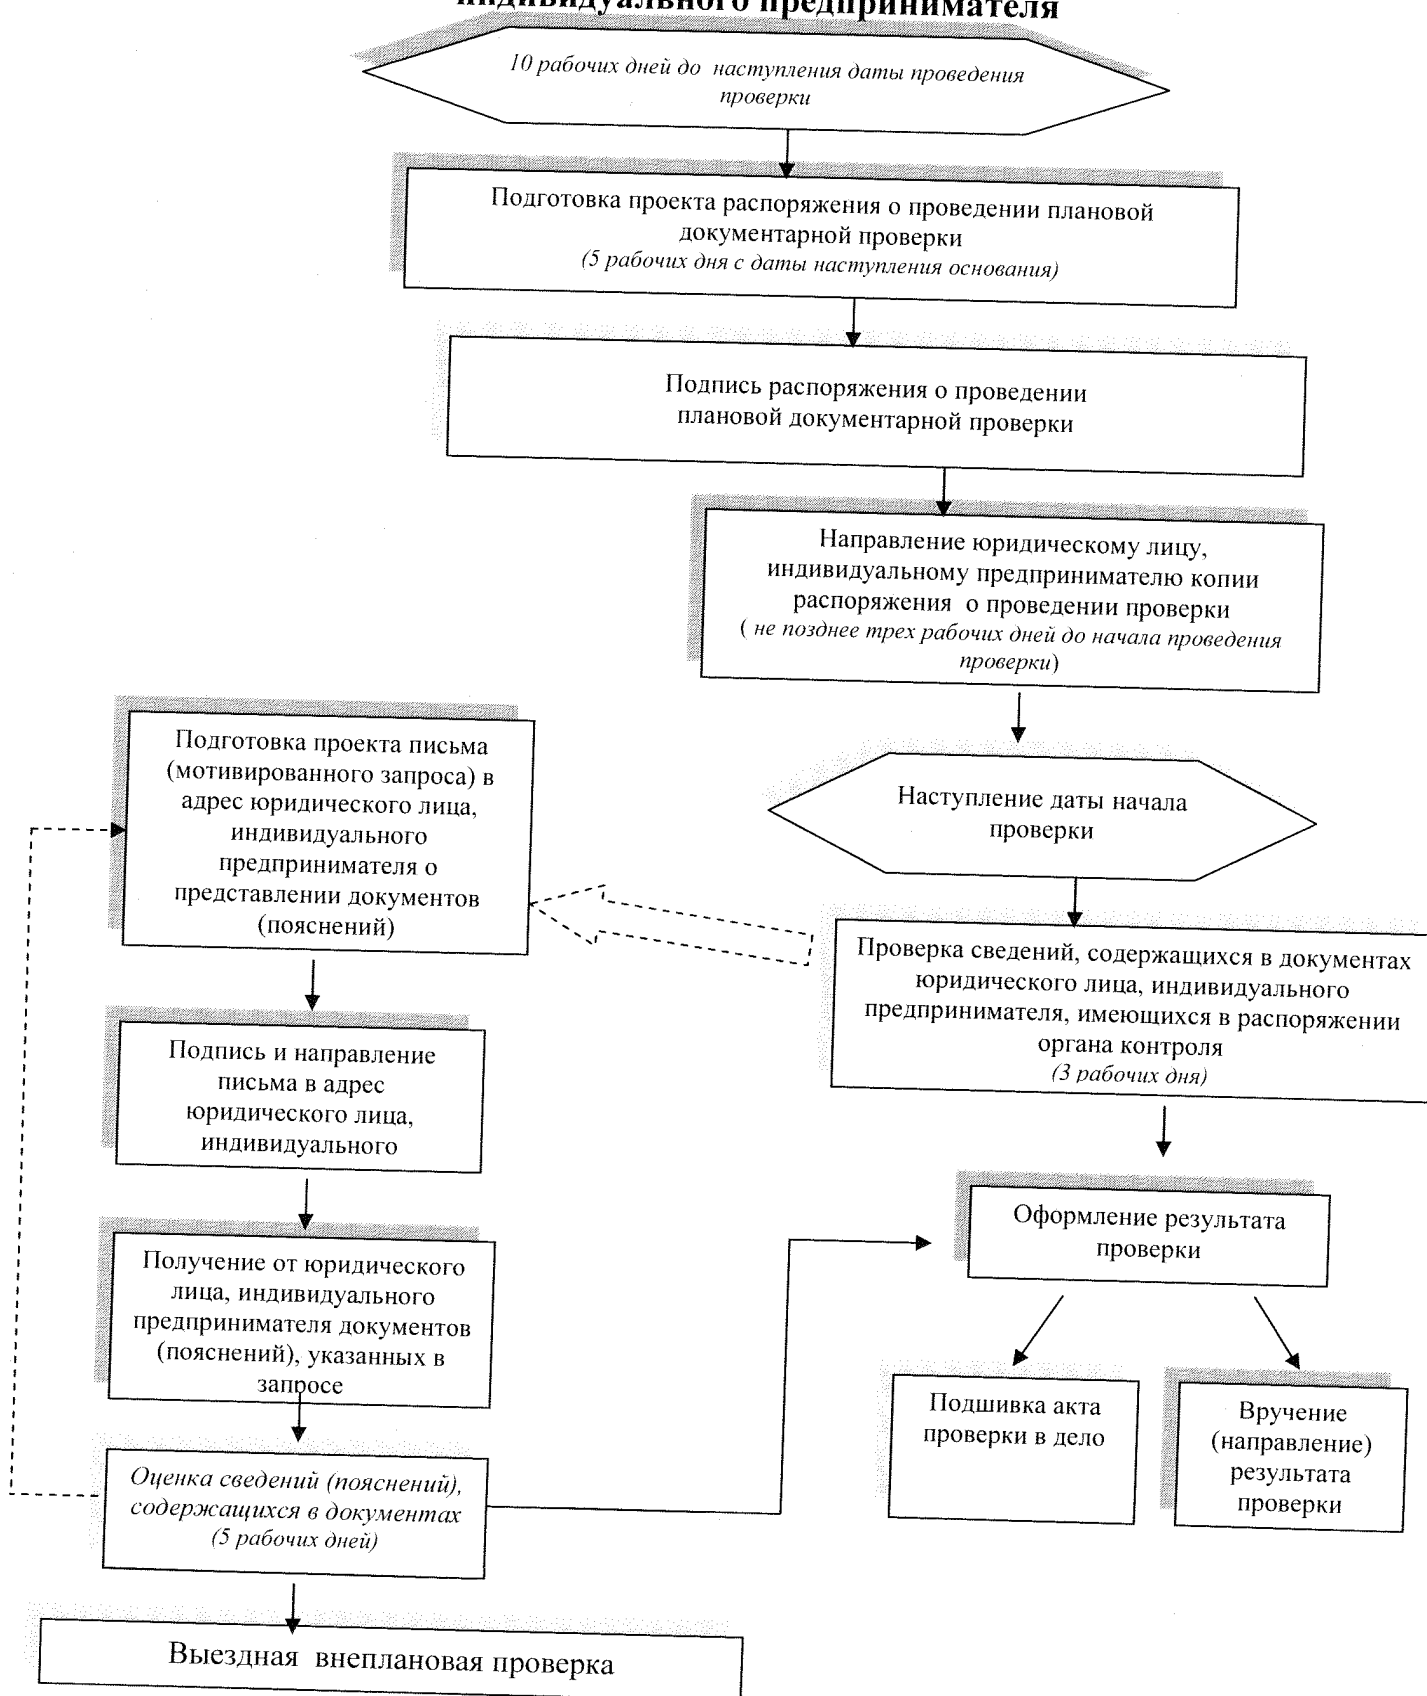 индивидуального предпринимателя
10 рабочих дней до наступления даты проведения
проверки
Подготовка проекта распоряжения о проведении плановой
документарной проверки
(5 рабочих дня с даты наступления основания)
Подпись распоряжения о проведении
плановой документарной проверки
Направление юридическому лицу,
индивидуальному предпринимателю копии
распоряжения о проведении проверки
( не позднее трех рабочих дней до начала проведения
проверки)
Наступление даты начала
проверки
Проверка сведений, содержащихся в документах
юридического лица, индивидуального
предпринимателя, имеющихся в распоряжении
органа контроля
(3 рабочих дня)
Подготовка проекта письма
(мотивированного запроса) в
адрес юридического лица,
индивидуального
предпринимателя о
представлении документов
(пояснений)
Подпись и направление
письма в адрес
юридического лица,
индивидуального
Получение от юридического
лица, индивидуального
предпринимателя документов
(пояснений), указанных в
запросе
Оценка сведений (пояснений),
содержащихся в документах
(5 рабочих дней)
Выездная внеплановая проверка
Оформление результата
проверки
Подшивка акта
проверки в дело
Вручение
(направление)
результата
проверки